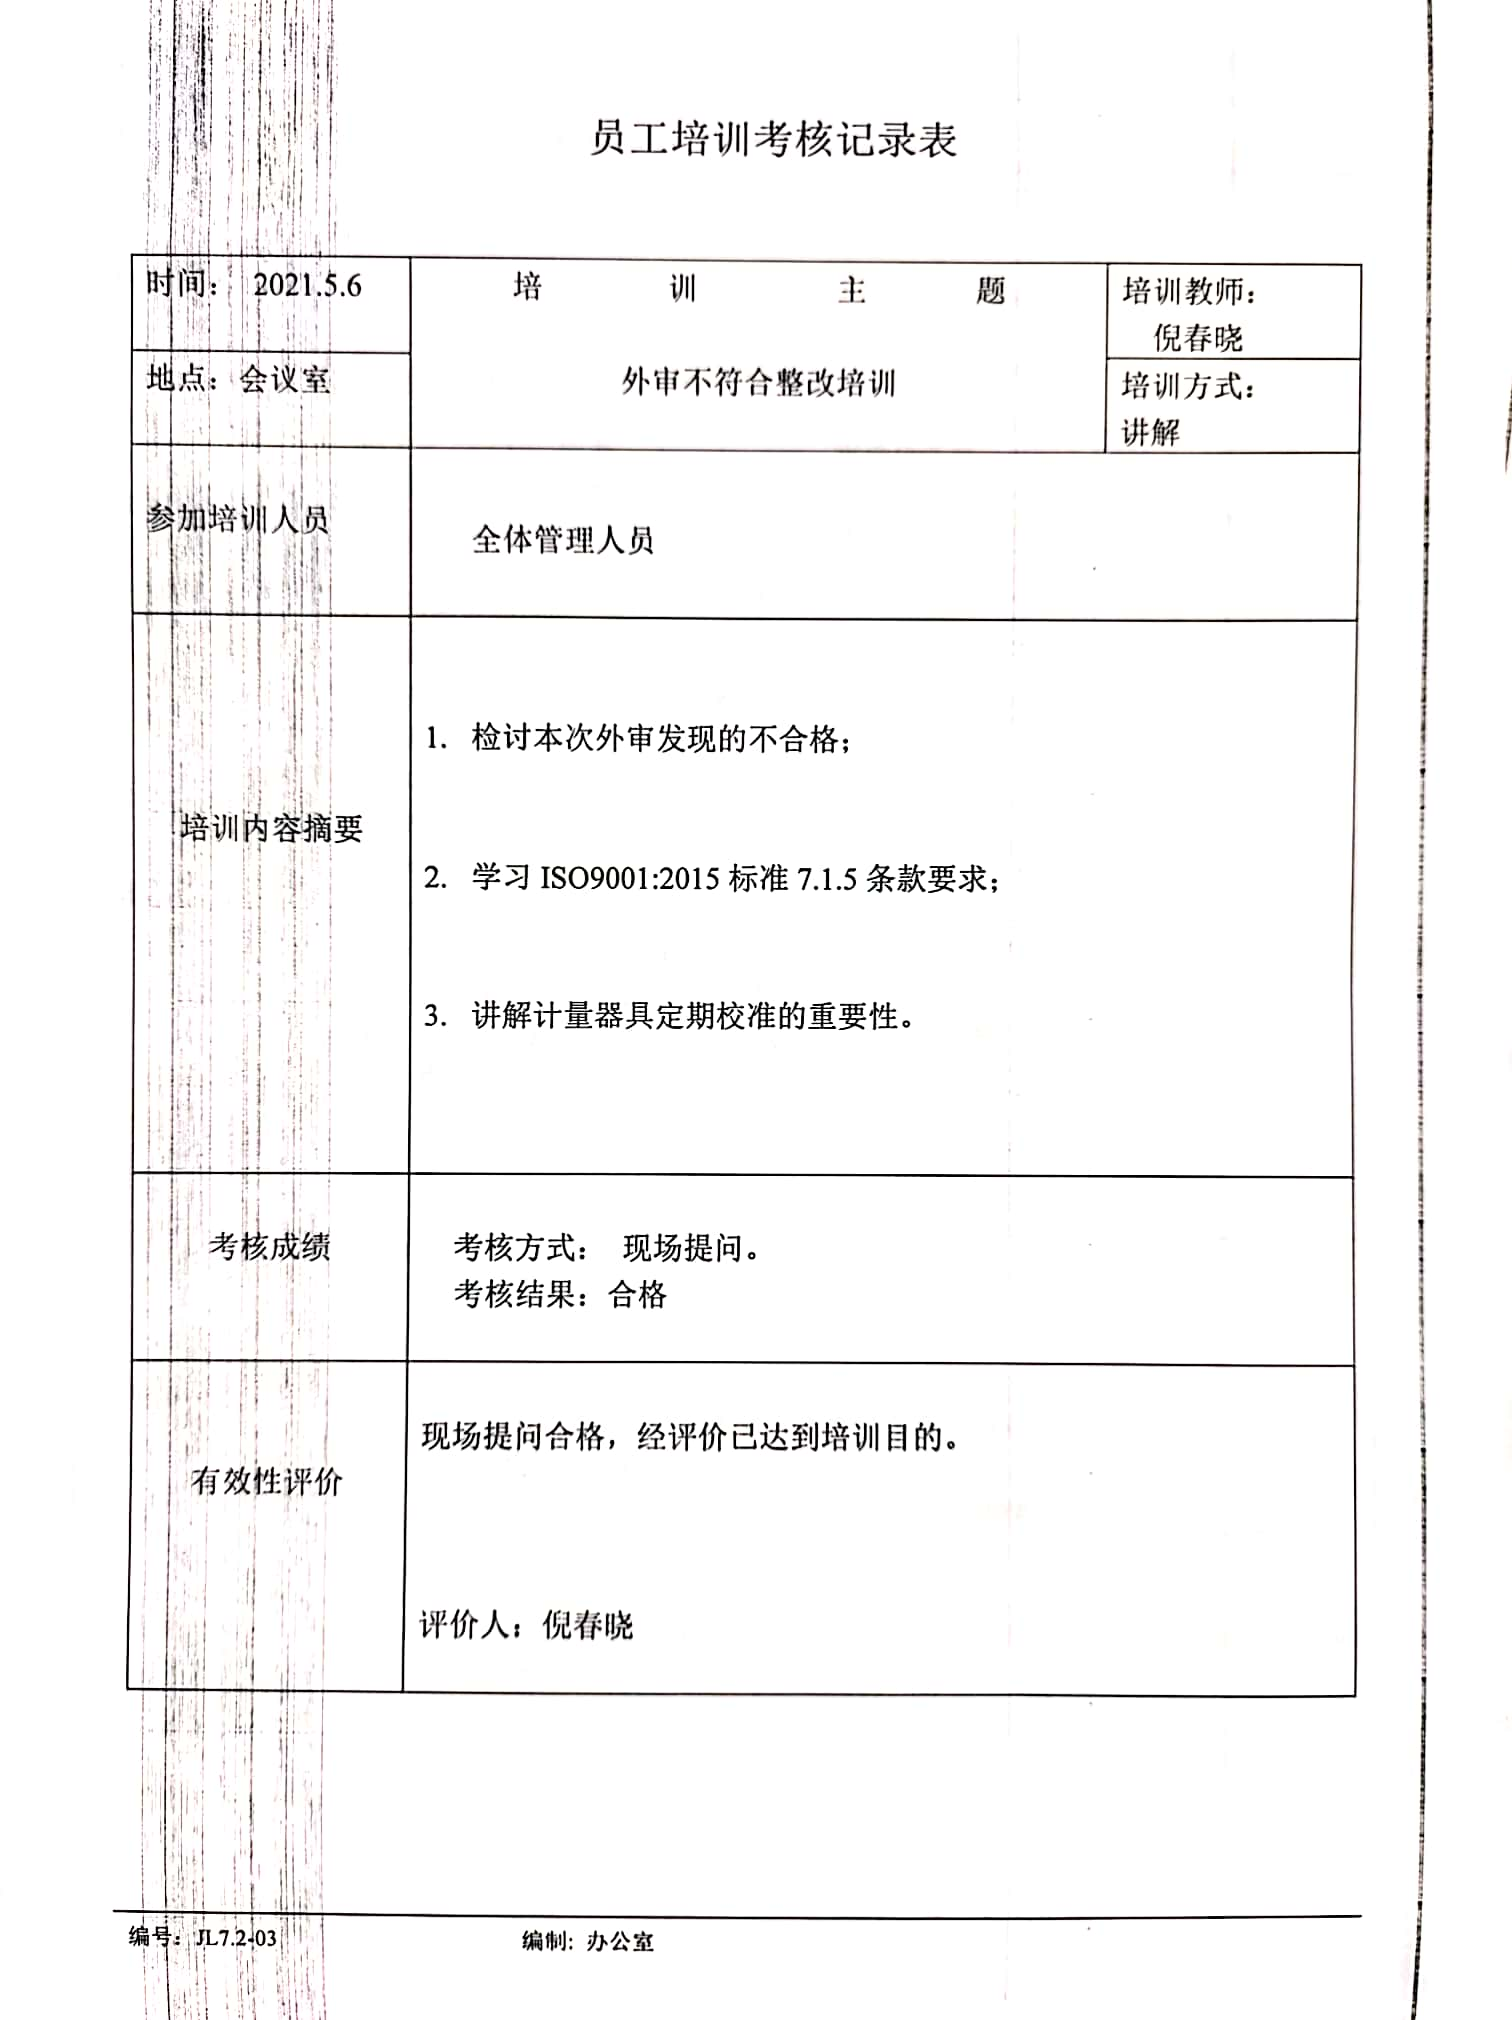 员工培训考核记录表
时间： 2021.5.6
培 训 主 题
培训教师：
倪春晓
地点：会议室
外审不符合整改培训
培训方式：
讲解
参加培训人员
全体管理人员
培训内容摘要
1. 检讨本次外审发现的不合格；
2. 学习 ISO9001:2015 标准 7.1.5 条款要求；
3. 讲解计量器具定期校准的重要性。
考核成绩
考核方式： 现场提问。
考核结果：合格
有效性评价
现场提问合格，经评价已达到培训目的。
评价人：倪春晓
编号：JL7.2-03
编制: 办公室